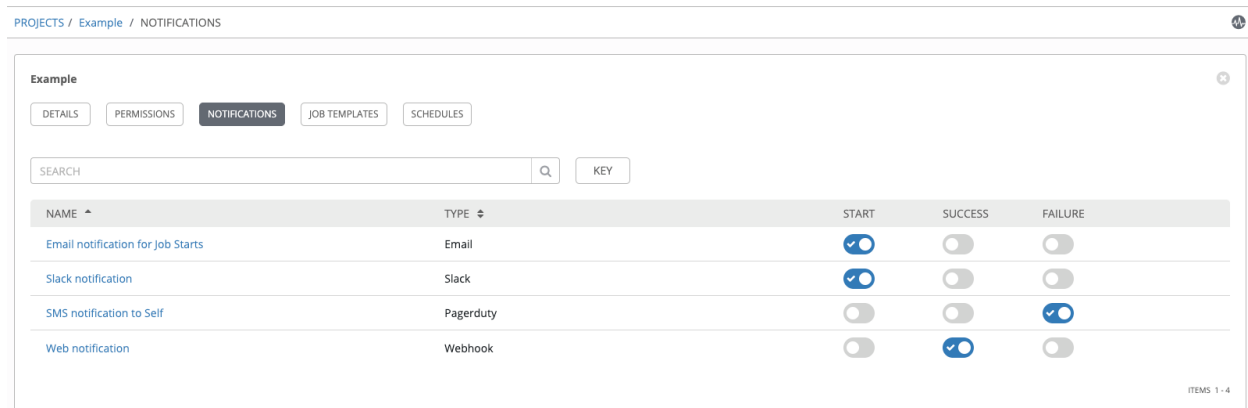 PROJECTS / Example / NOTIFICATIONS
Example
DETAILS PERMISSIONS NOTIFICATIONS JOB TEMPLATES SCHEDULES
SEARCH KEY
NAME TYPE START SUCCESS FAILURE
Email notification for Job Starts Email
Slack notification Slack
SMS notification to Self Pagerduty
Web notification Webhook
ITEMS 1 - 4